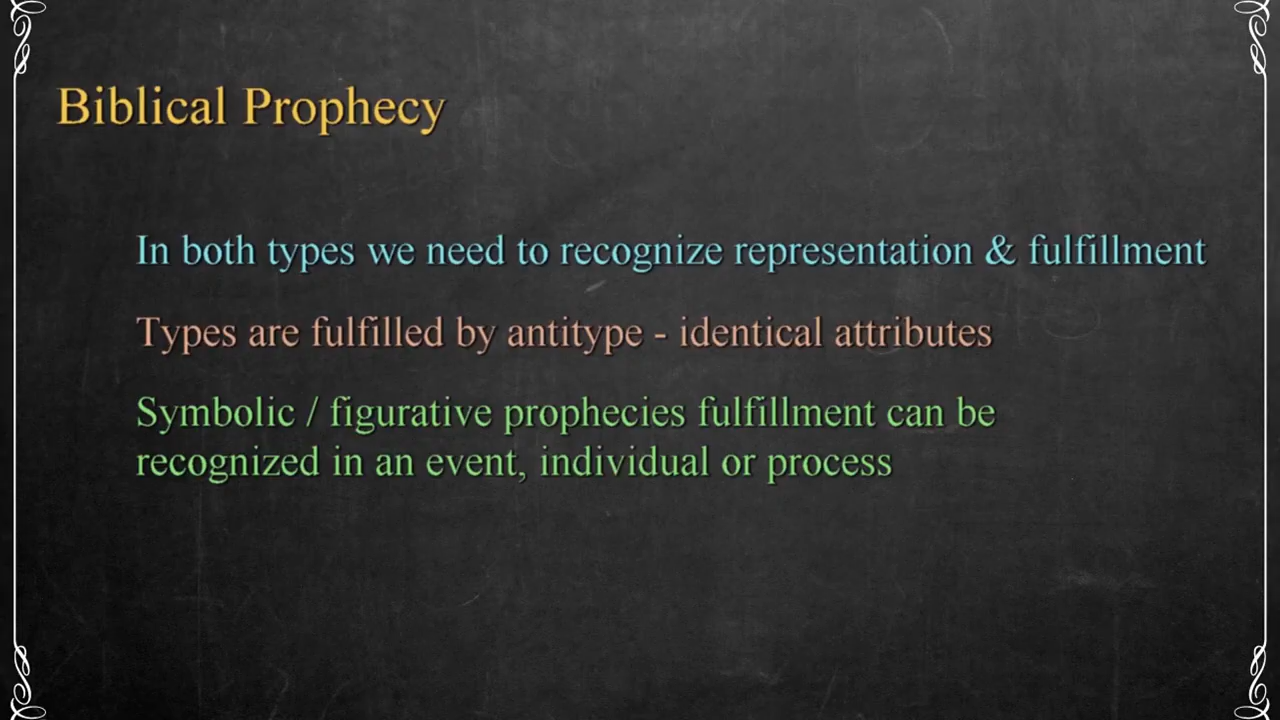 Biblical Prophecy
In both types we need to recognize representation & fulfillment
Types are fulfilled by antitype - identical attributes
Symbolic / figurative prophecies fulfillment can be
recognized in an event, individual or process